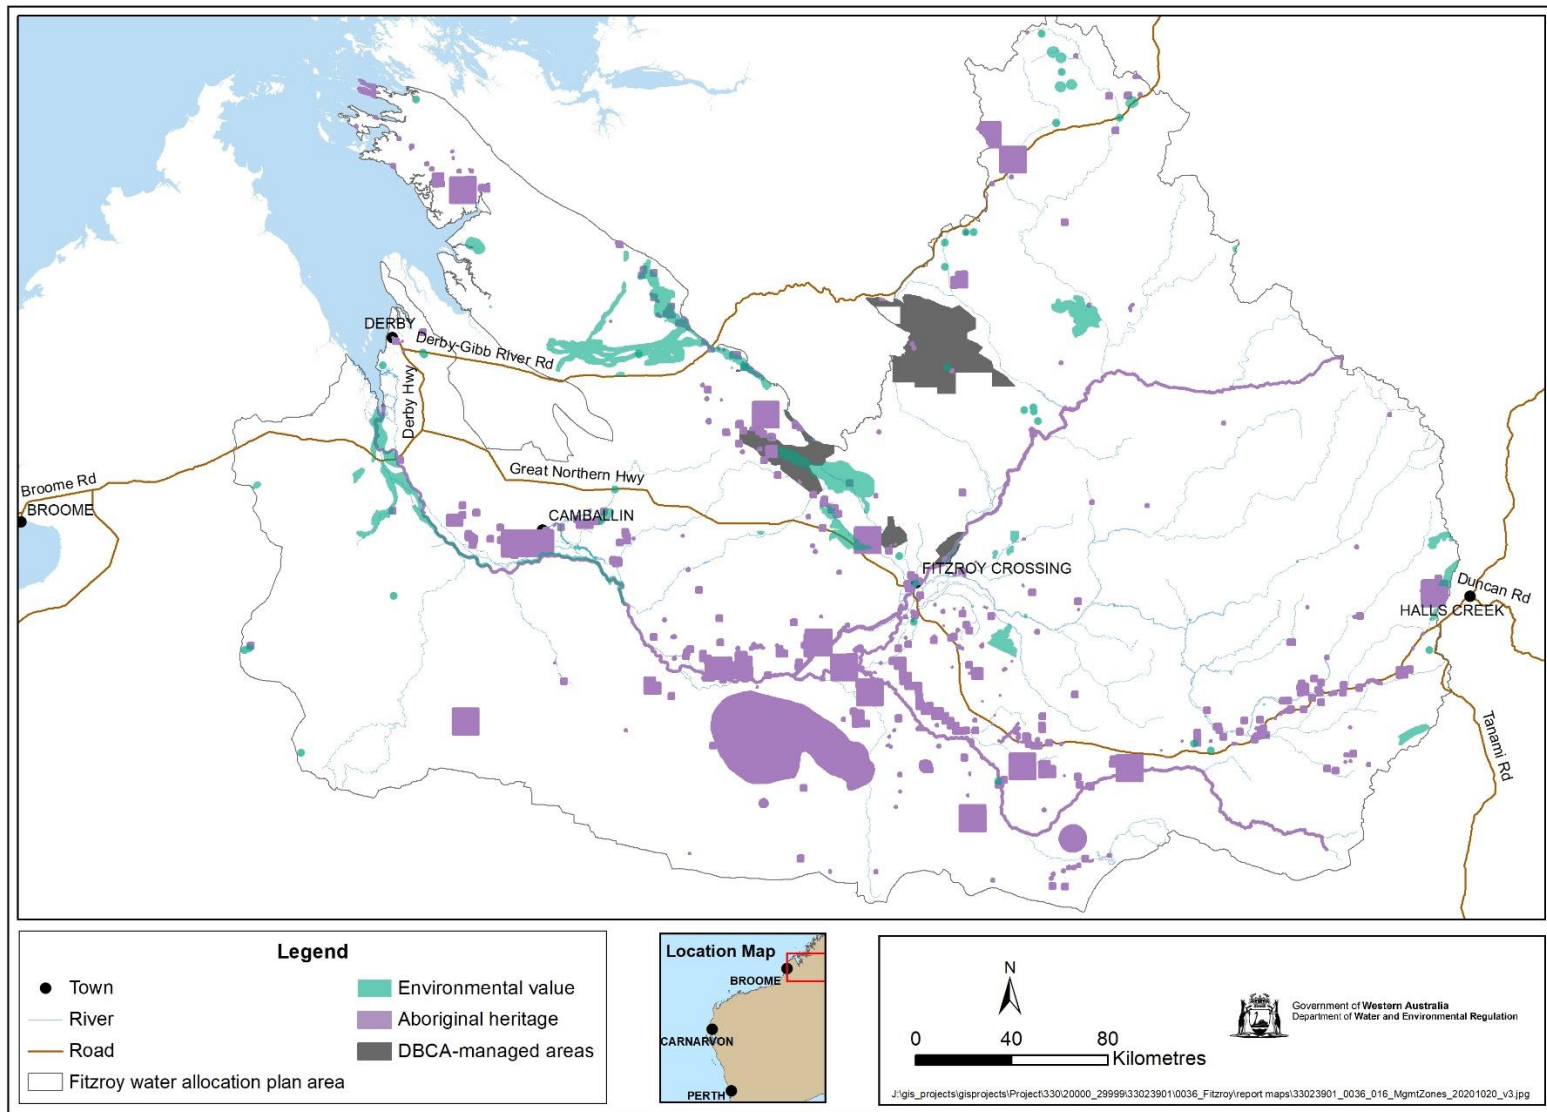 DERBY
Derby-Gibb River Rd
Derby Hwy
Great Northern Hwy
Broome Rd
BROOME
CAMBALLIN
FITZROY CROSSING
Duncan Rd
HALLS CREEK
Tanami Rd
Legend
Town
River
Road
Fitzroy water allocation plan area
Environmental value
Aboriginal heritage
DBCA-managed areas
Location Map
BROOME
CARNARVON
PERTH
N
0 40 80
Kilometres
Government of Western Australia
Department of Water and Environmental Regulation
J:\gis_projects\gisprojects\Project\330\20000_29999\33023901\0036_Fitzroy\report maps\33023901_0036_016_MgmtZones_20201020_v3.jpg